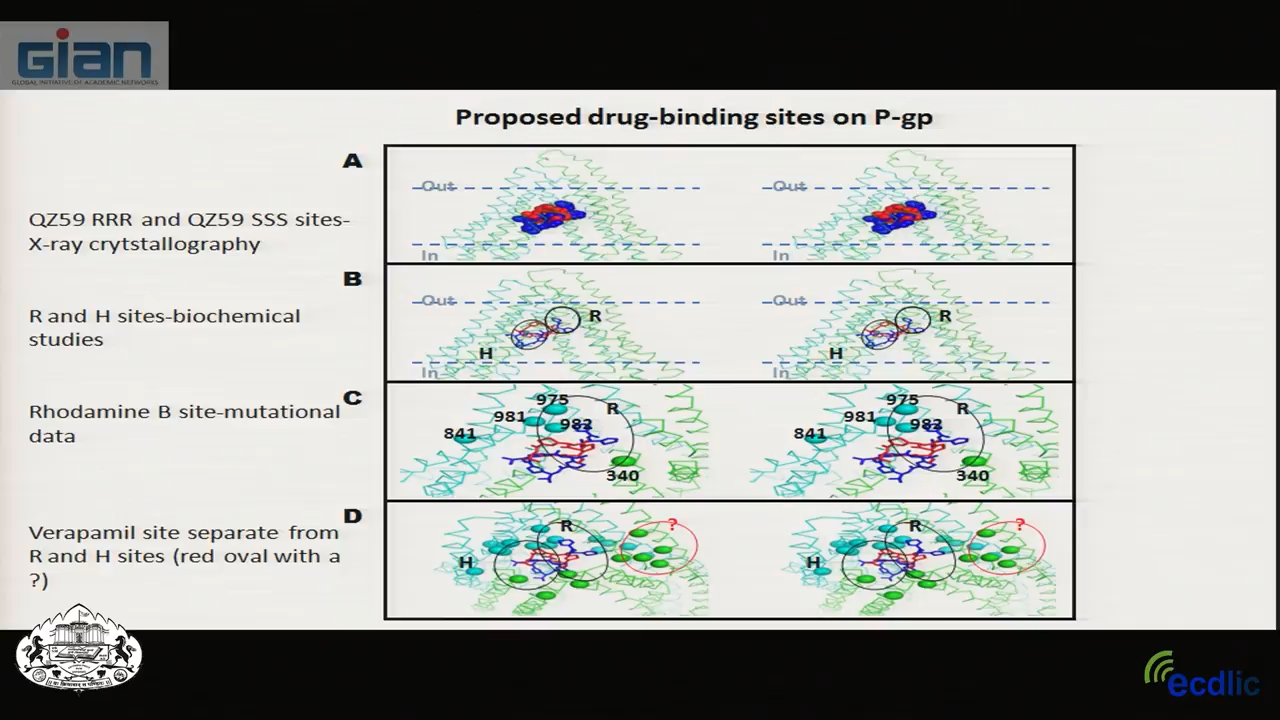 GIAN
GLOBAL INITIATIVE OF ACADEMIC NETWORKS
Proposed drug-binding sites on P-gp
A
QZ59 RRR and QZ59 SSS sites-
X-ray crytstallography
Out
In
Out
In
B
R and H sites-biochemical
studies
Out
R
H
In
Out
R
H
In
C
Rhodamine B site-mutational
data
975
R
981
982
841
340
975
R
981
982
841
340
D
Verapamil site separate from
R and H sites (red oval with a
?)
R
?
H
R
?
H
ecdlic